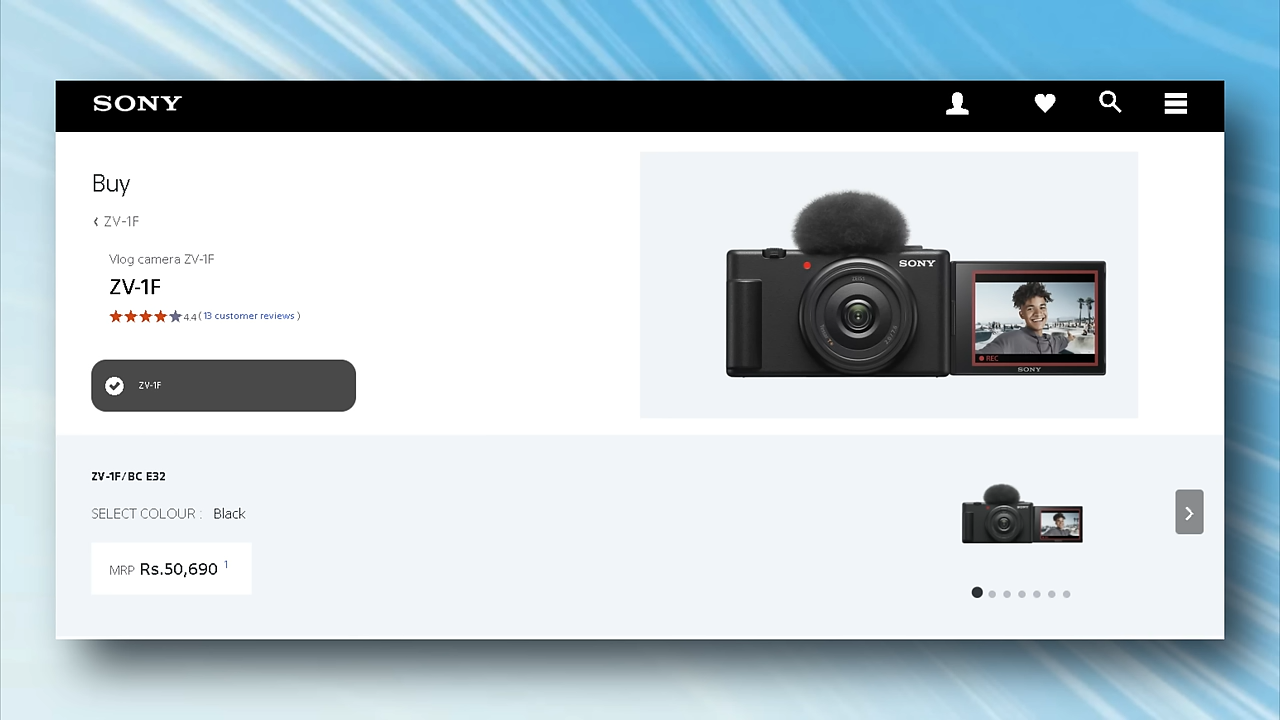 SONY
Buy
‹ ZV-1F
Vlog camera ZV-1F
ZV-1F
4.4 ( 13 customer reviews )
ZV-1F
SONY
REC
SONY
ZV-1F/BC E32
SELECT COLOUR : Black
MRP Rs.50,690 1